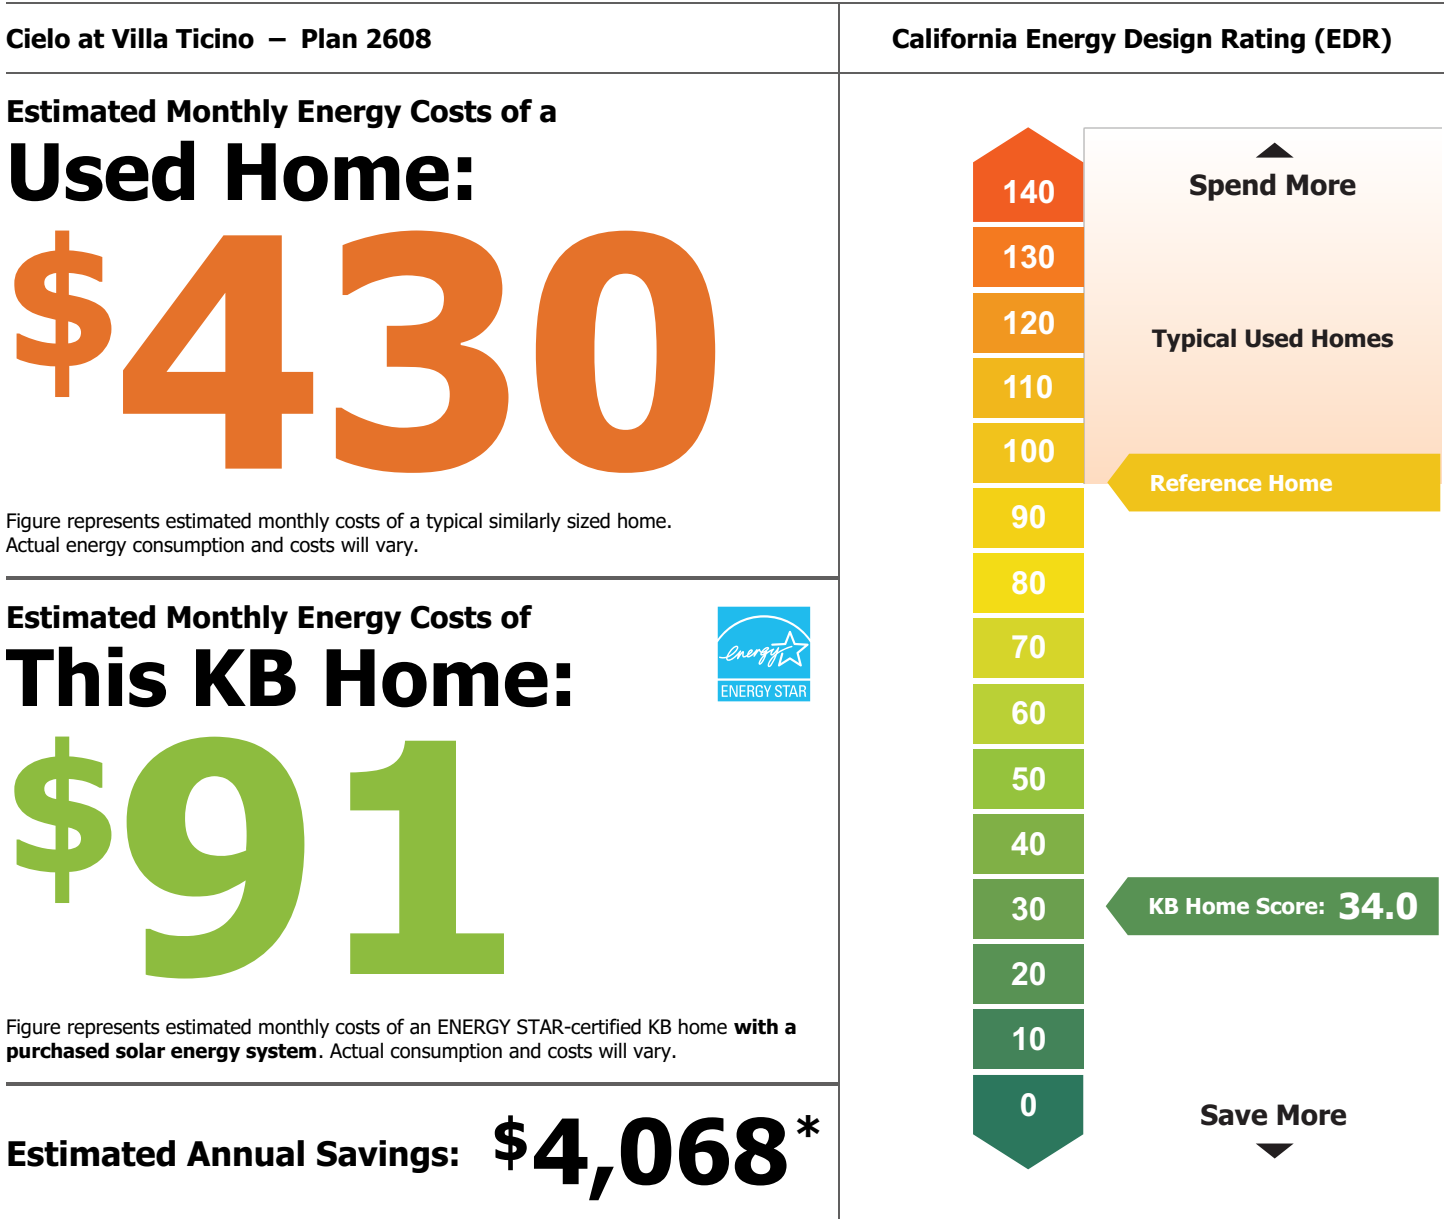 Cielo at Villa Ticino – Plan 2608
California Energy Design Rating (EDR)
Estimated Monthly Energy Costs of a
Used Home:
$430
Figure represents estimated monthly costs of a typical similarly sized home.
Actual energy consumption and costs will vary.
Estimated Monthly Energy Costs of
This KB Home:
energy
ENERGY STAR
$91
Figure represents estimated monthly costs of an ENERGY STAR-certified KB home with a
purchased solar energy system. Actual consumption and costs will vary.
Estimated Annual Savings: $4,068*
140
130
120
110
100
90
80
70
60
50
40
30
20
10
0
Spend More
Typical Used Homes
Reference Home
KB Home Score: 34.0
Save More